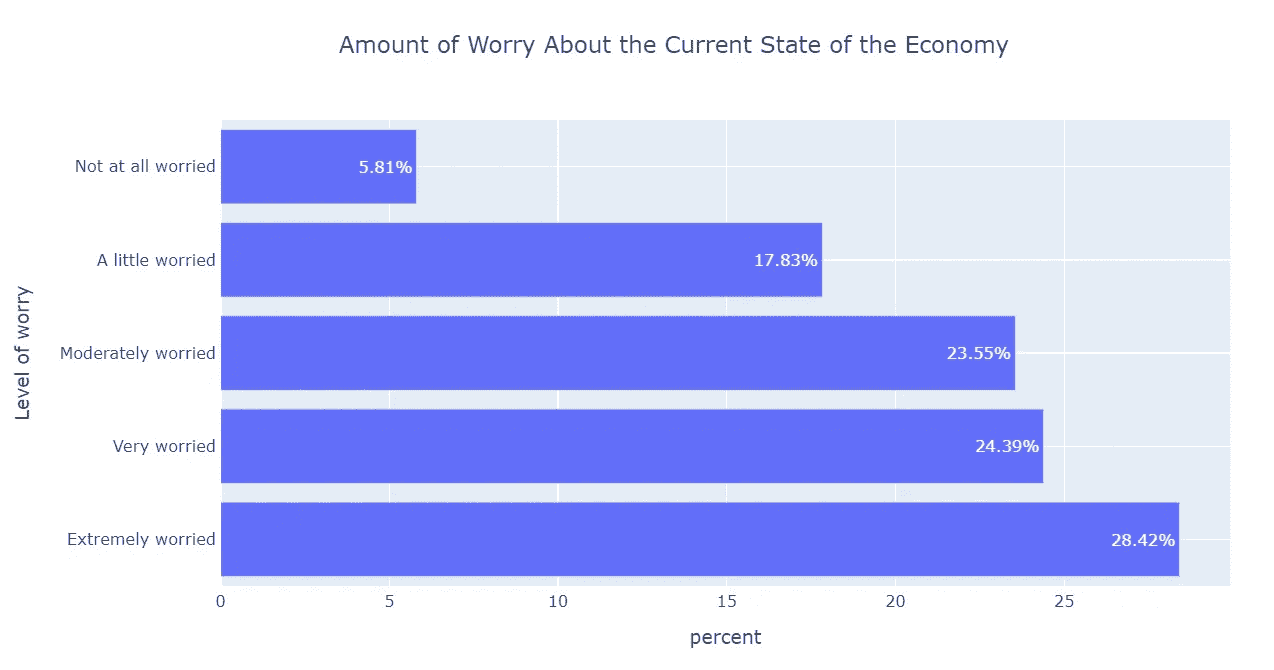 Amount of Worry About the Current State of the Economy
Level of worry
Not at all worried
5.81%
A little worried
17.83%
Moderately worried
23.55%
Very worried
24.39%
Extremely worried
28.42%
0 5 10 15 20 25
percent